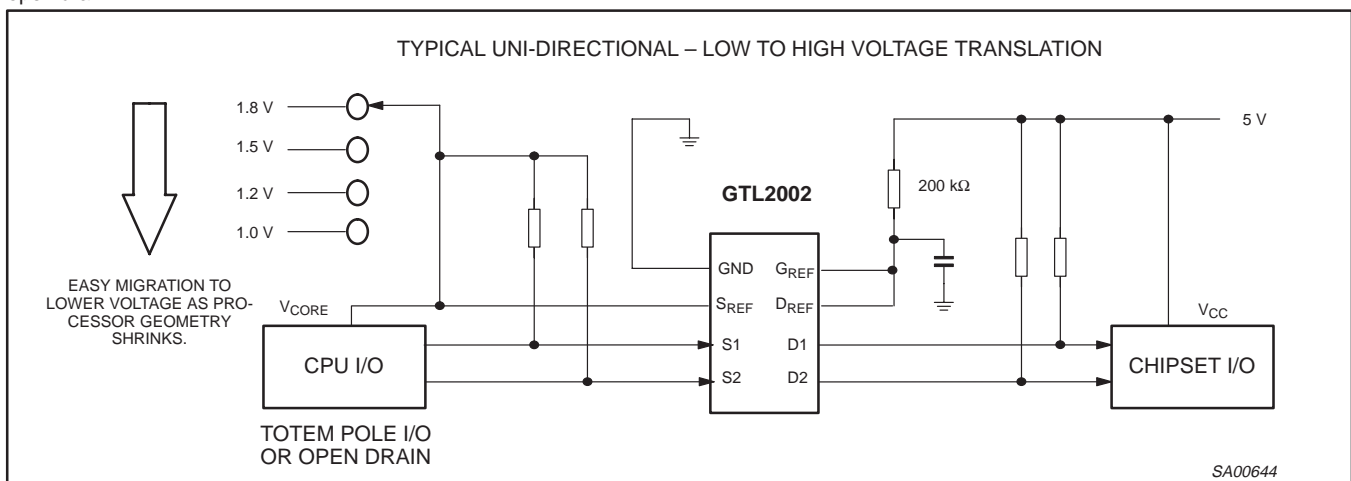 TYPICAL UNI-DIRECTIONAL – LOW TO HIGH VOLTAGE TRANSLATION
1.8 V
1.5 V
1.2 V
1.0 V
5 V
200 kΩ
GTL2002
EASY MIGRATION TO
LOWER VOLTAGE AS PRO-
CESSOR GEOMETRY
SHRINKS.
GND
GREF
SREF
DREF
S1
D1
S2
D2
VCORE
CPU I/O
VCC
CHIPSET I/O
TOTEM POLE I/O
OR OPEN DRAIN
SA00644